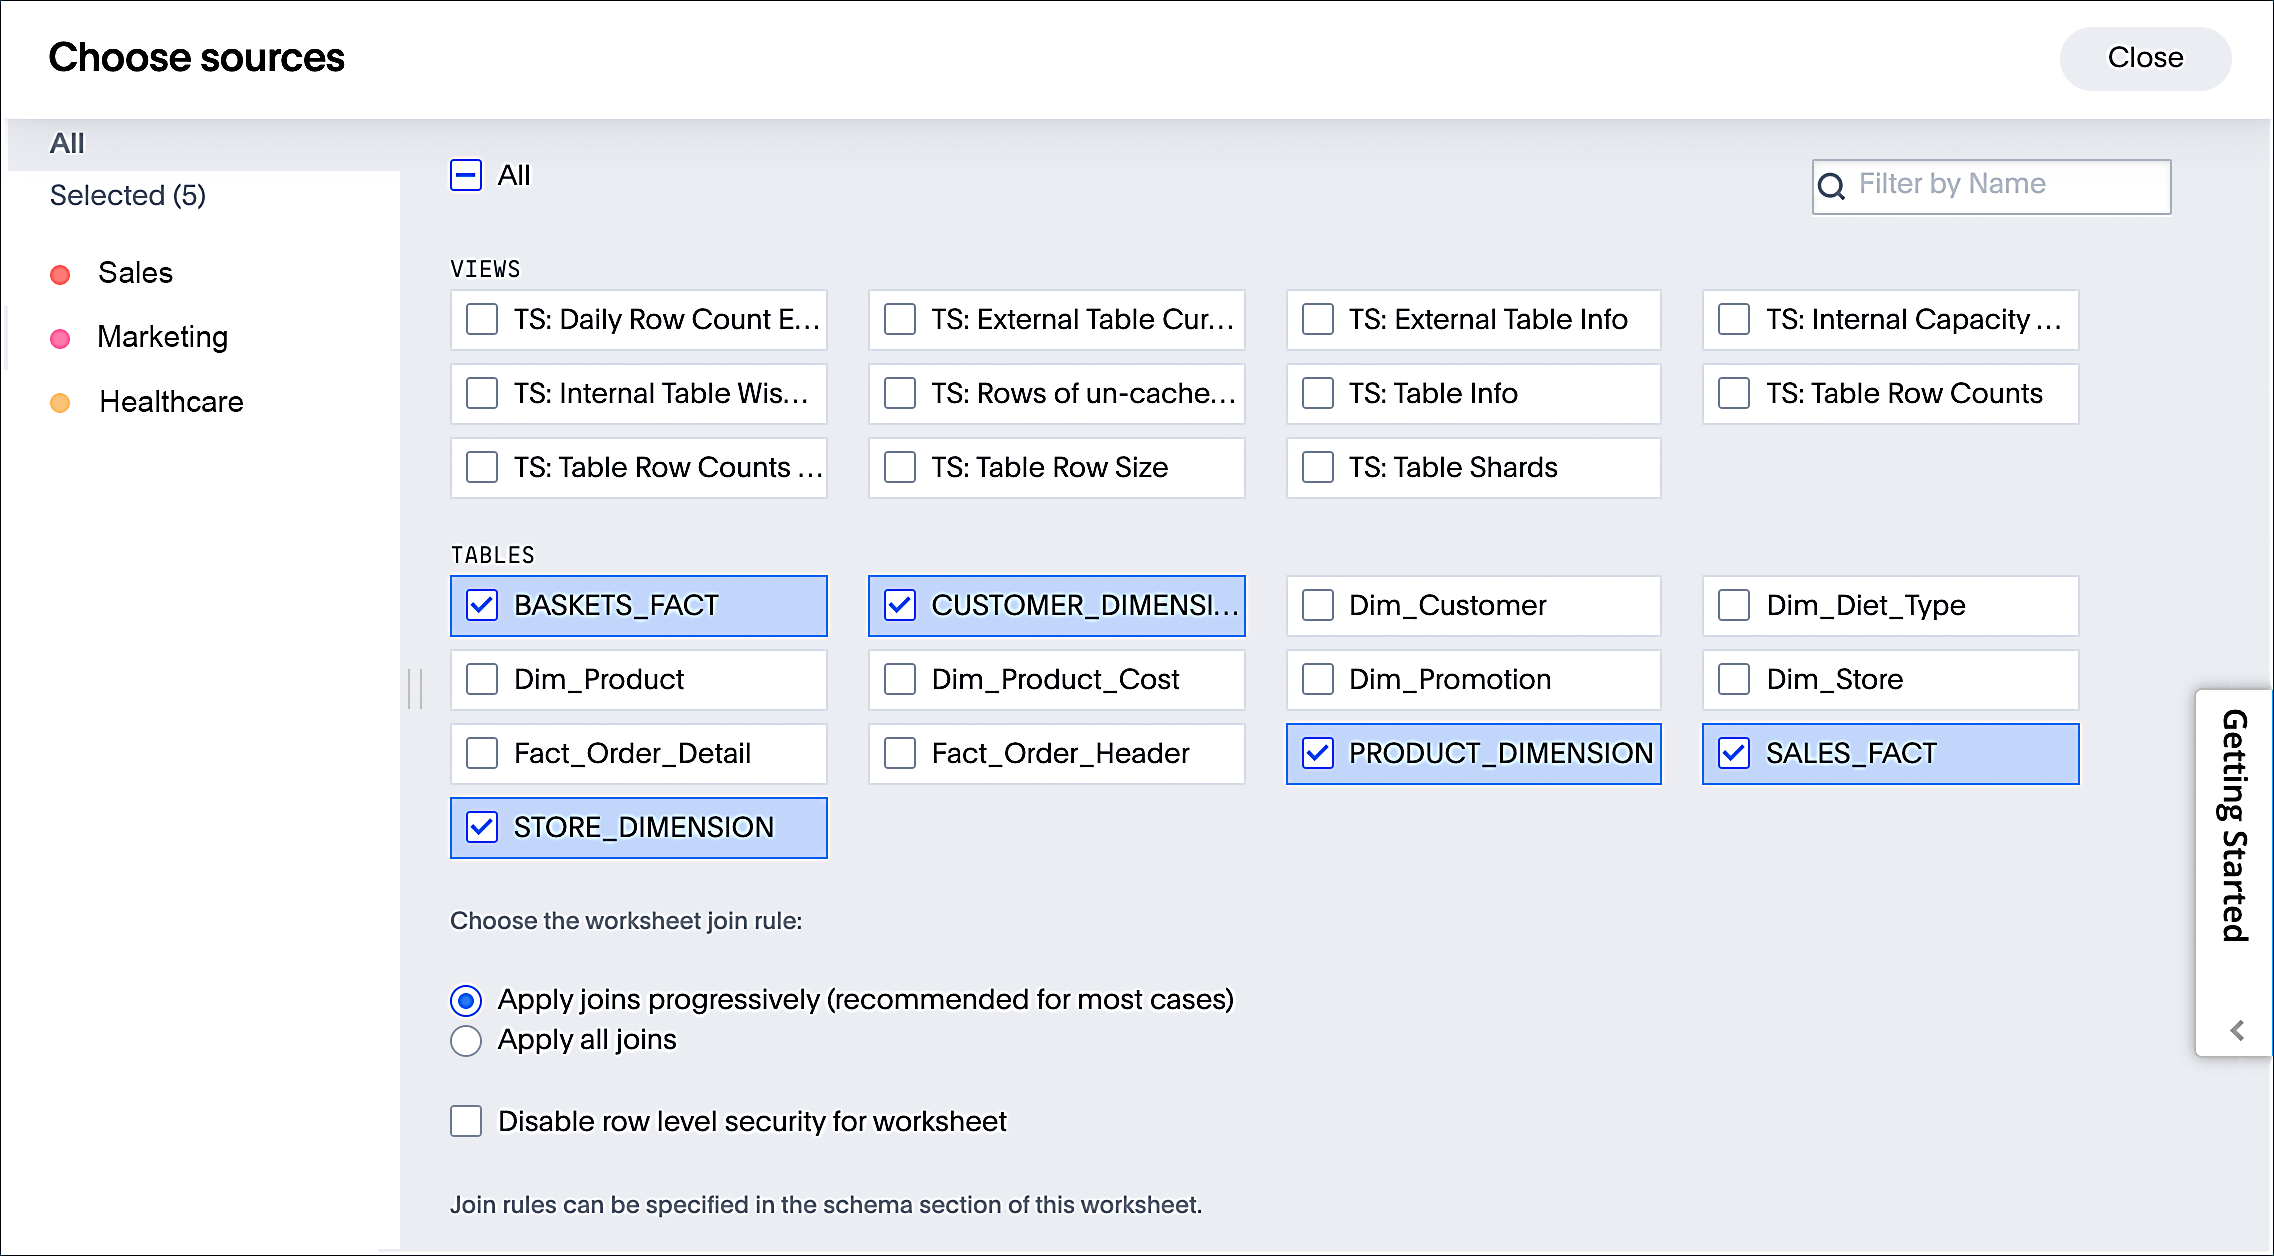 Choose sources
Close
All
Selected (5)
Sales
Marketing
Healthcare
All
Filter by Name
VIEWS
TS: Daily Row Count E...
TS: External Table Cur...
TS: External Table Info
TS: Internal Capacity ...
TS: Internal Table Wis...
TS: Rows of un-cache...
TS: Table Info
TS: Table Row Counts
TS: Table Row Counts ...
TS: Table Row Size
TS: Table Shards
TABLES
BASKETS_FACT
CUSTOMER_DIMENSI...
Dim_Customer
Dim_Diet_Type
Dim_Product
Dim_Product_Cost
Dim_Promotion
Dim_Store
Fact_Order_Detail
Fact_Order_Header
PRODUCT_DIMENSION
SALES_FACT
STORE_DIMENSION
Choose the worksheet join rule:
Apply joins progressively (recommended for most cases)
Apply all joins
Disable row level security for worksheet
Join rules can be specified in the schema section of this worksheet.
Getting Started